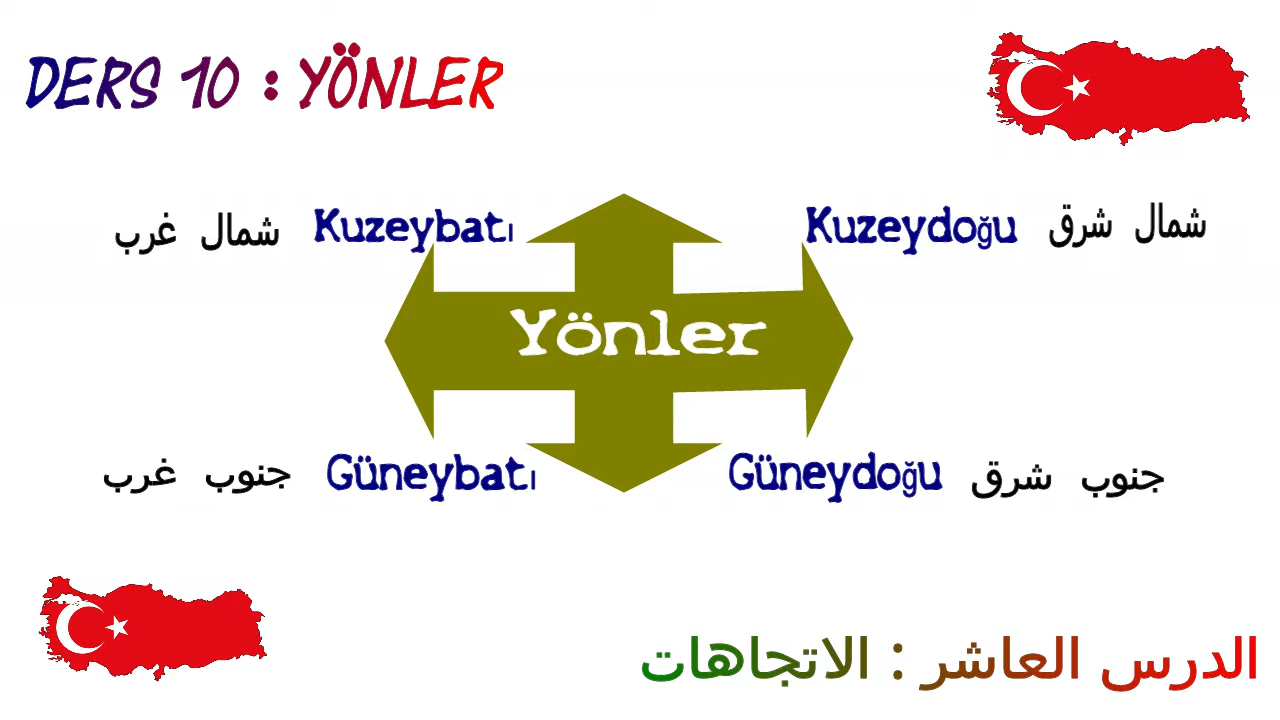 DERS 10 : YÖNLER
شمال غرب Kuzeybatı
Kuzeydoğu شمال شرق
Yönler
جنوب غرب Güneybatı
Güneydoğu جنوب شرق
الدرس العاشر : الاتجاهات